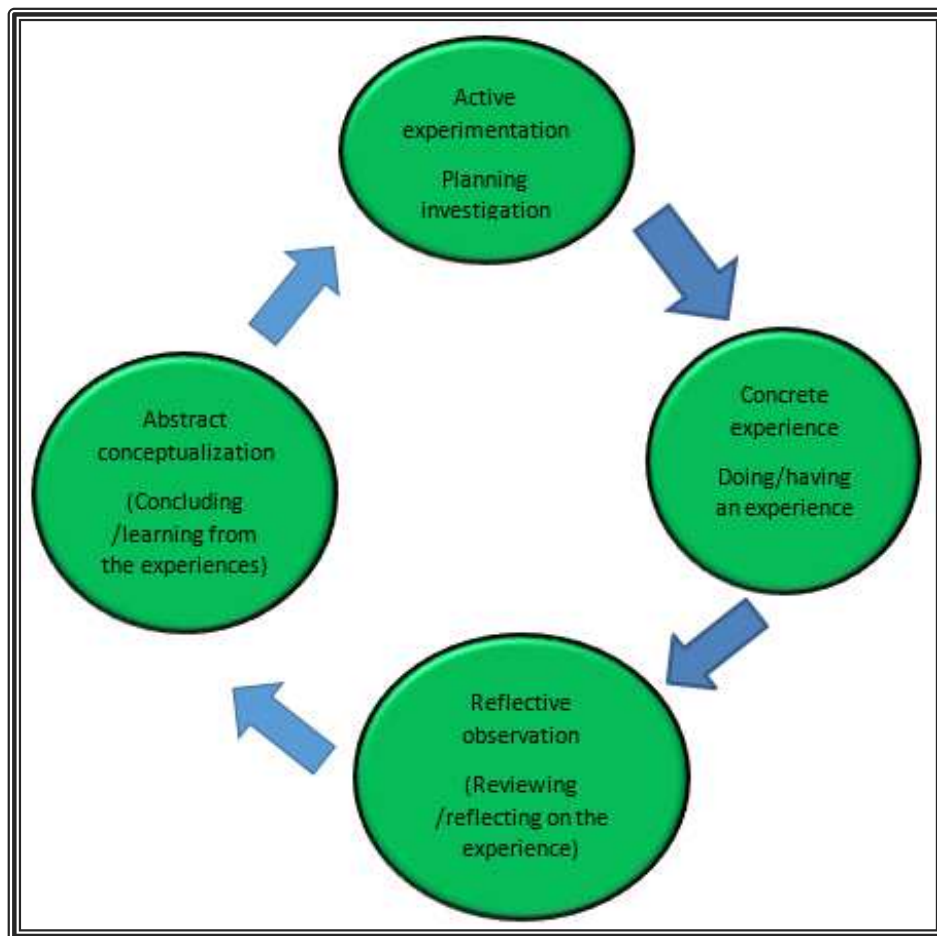 Active
experimentation
Planning
investigation
Concrete
experience
Doing/having
an experience
Abstract
conceptualization
(Concluding
/learning from
the experiences)
Reflective
observation
(Reviewing
/reflecting on the
experience)